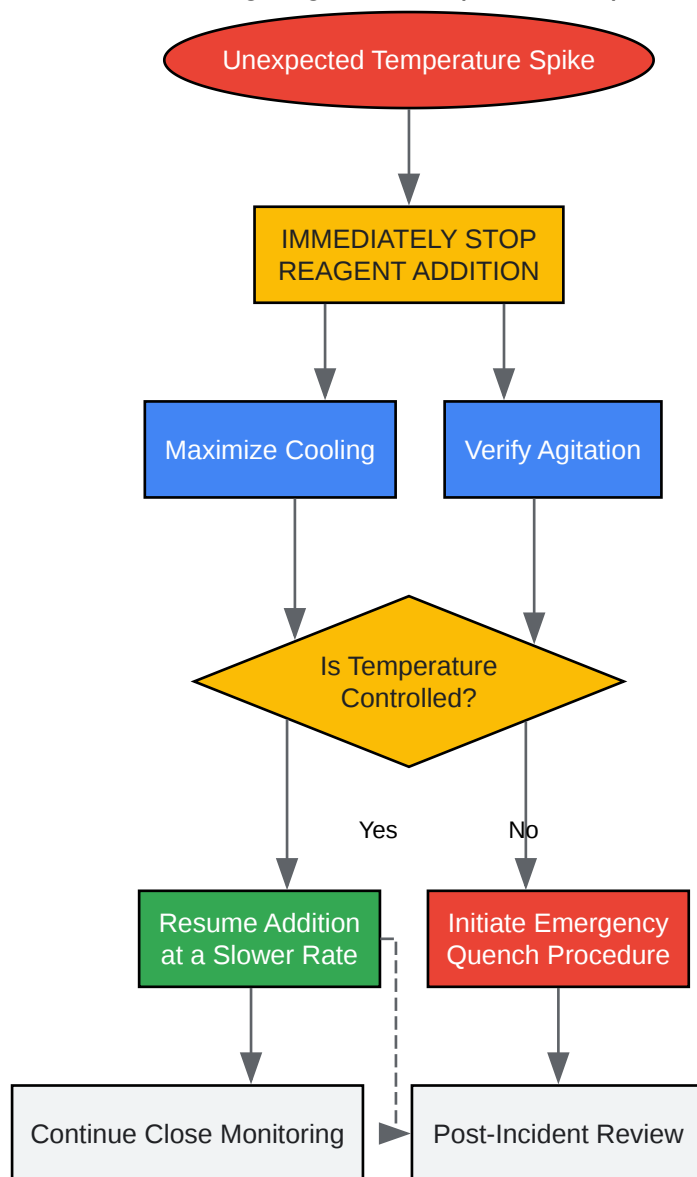 Unexpected Temperature Spike
IMMEDIATELY STOP
REAGENT ADDITION
Maximize Cooling
Verify Agitation
Is Temperature
Controlled?
Yes
No
Resume Addition
at a Slower Rate
Initiate Emergency
Quench Procedure
Continue Close Monitoring
Post-Incident Review